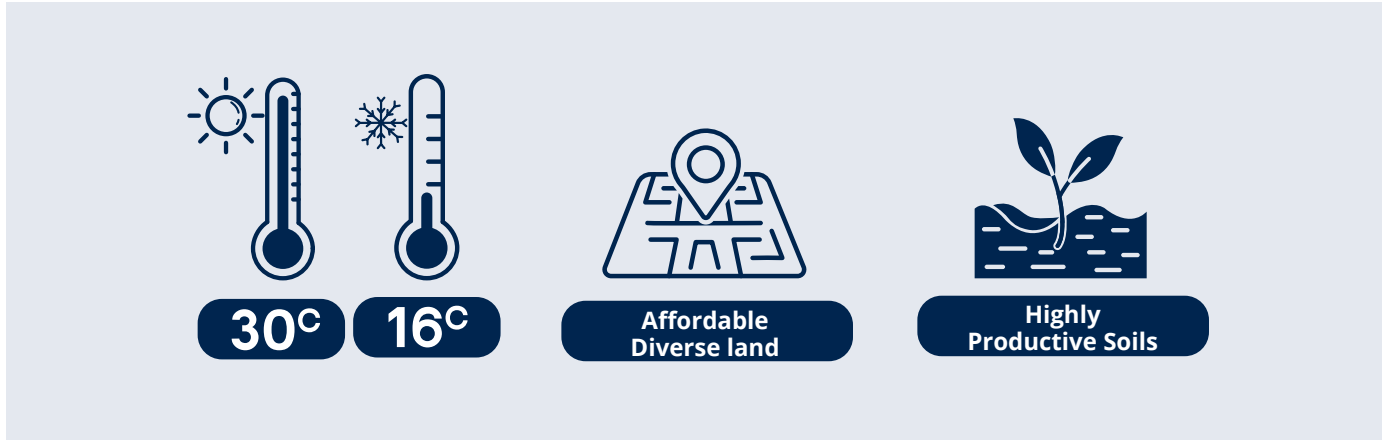 30C
16C
Affordable
Diverse land
Highly
Productive Soils